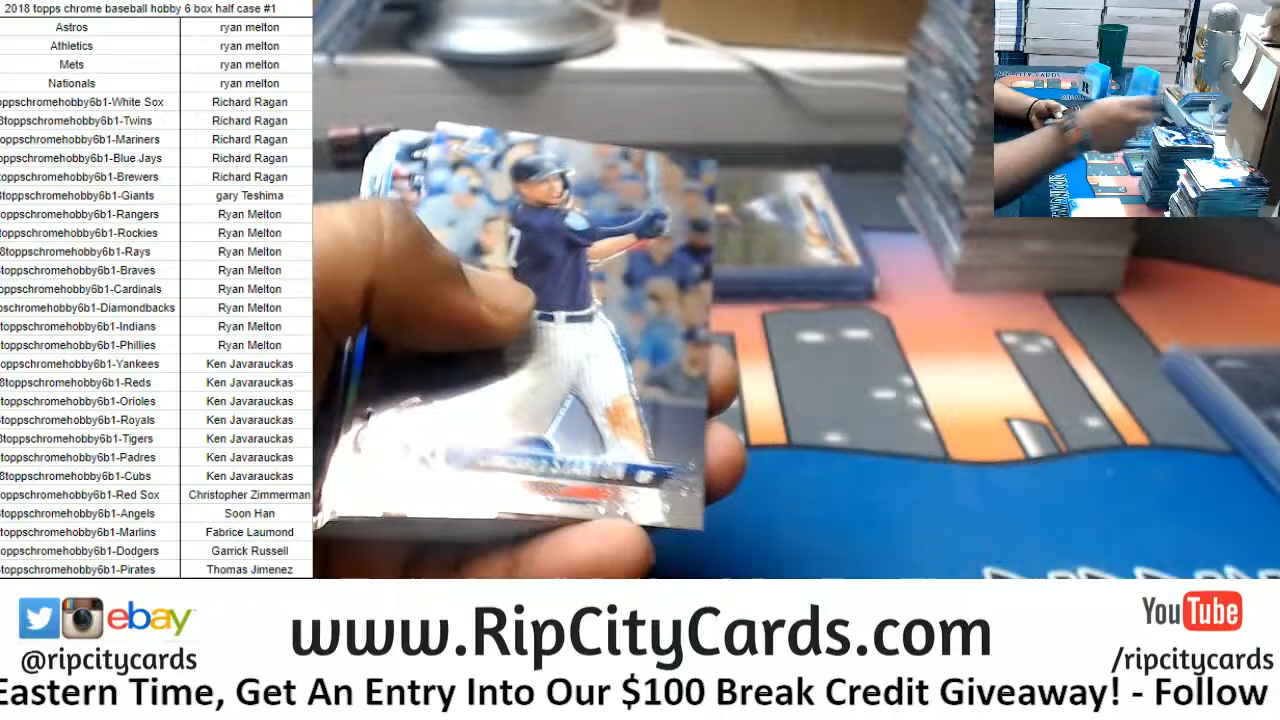 2018 topps chrome baseball hobby 6 box half case #1
Astros ryan melton
Athletics ryan melton
Mets ryan melton
Nationals ryan melton
oppschromehobby6b1-White Sox Richard Ragan
8toppschromehobby6b1-Twins Richard Ragan
toppschromehobby6b1-Mariners Richard Ragan
oppschromehobby6b1-Blue Jays Richard Ragan
toppschromehobby6b1-Brewers Richard Ragan
8toppschromehobby6b1-Giants gary Teshima
toppschromehobby6b1-Rangers Ryan Melton
toppschromehobby6b1-Rockies Ryan Melton
8toppschromehobby6b1-Rays Ryan Melton
toppschromehobby6b1-Braves Ryan Melton
oppschromehobby6b1-Cardinals Ryan Melton
pschromehobby6b1-Diamondbacks Ryan Melton
toppschromehobby6b1-Indians Ryan Melton
toppschromehobby6b1-Phillies Ryan Melton
oppschromehobby6b1-Yankees Ken Javarauckas
8toppschromehobby6b1-Reds Ken Javarauckas
toppschromehobby6b1-Orioles Ken Javarauckas
toppschromehobby6b1-Royals Ken Javarauckas
8toppschromehobby6b1-Tigers Ken Javarauckas
toppschromehobby6b1-Padres Ken Javarauckas
8toppschromehobby6b1-Cubs Ken Javarauckas
oppschromehobby6b1-Red Sox Christopher Zimmerman
toppschromehobby6b1-Angels Soon Han
toppschromehobby6b1-Marlins Fabrice Laumond
oppschromehobby6b1-Dodgers Garrick Russell
toppschromehobby6b1-Pirates Thomas Jimenez
ebay
@ripcitycards
www.RipCityCards.com
YouTube
/ripcitycards
Eastern Time, Get An Entry Into Our $100 Break Credit Giveaway! - Follow